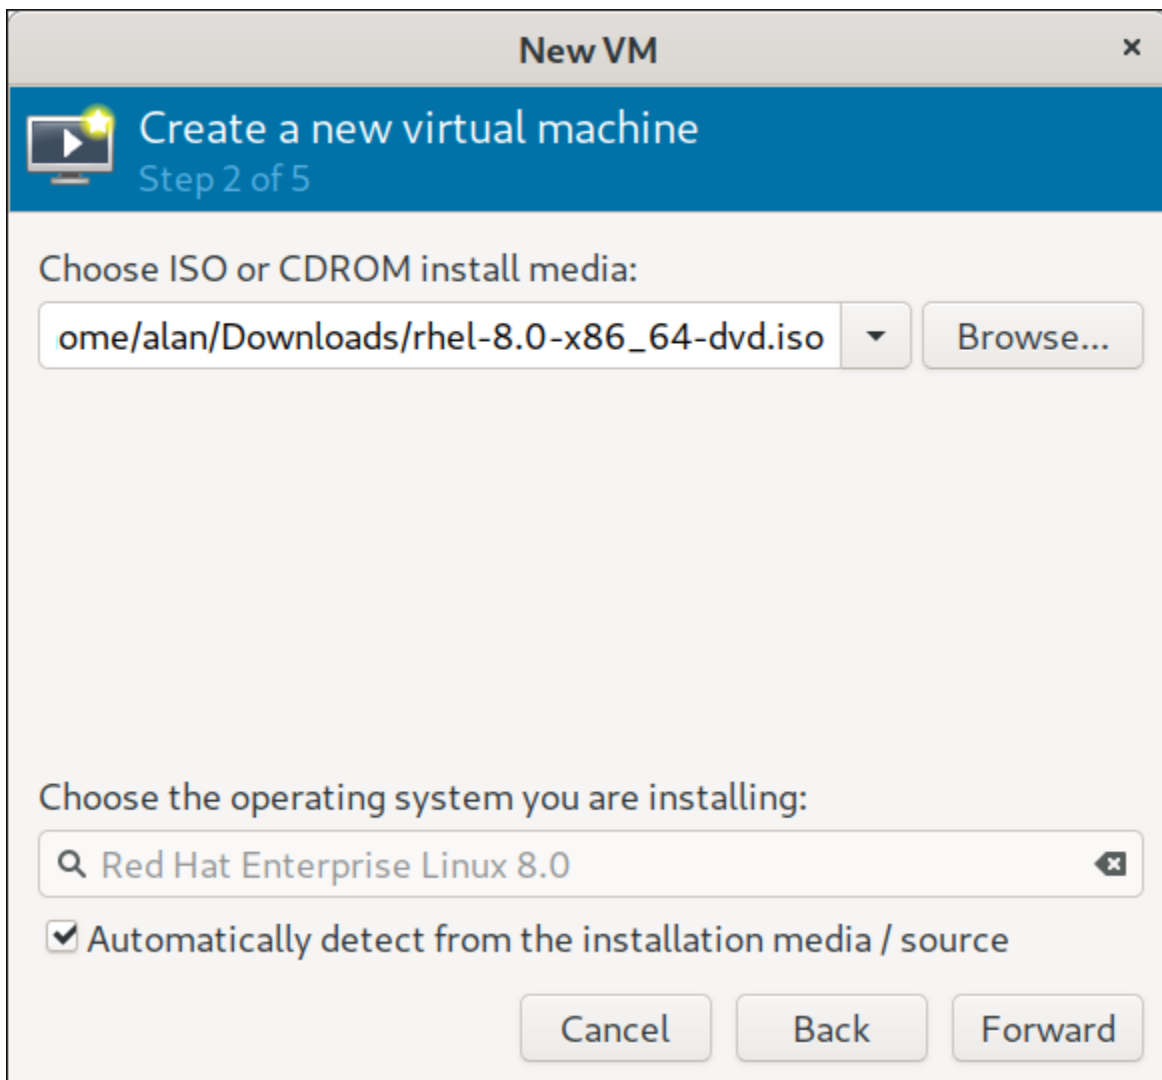 New VM
Create a new virtual machine
Step 2 of 5
Choose ISO or CDROM install media:
ome/alan/Downloads/rhel-8.0-x86_64-dvd.iso Browse...
Choose the operating system you are installing:
Red Hat Enterprise Linux 8.0
Automatically detect from the installation media / source
Cancel Back Forward